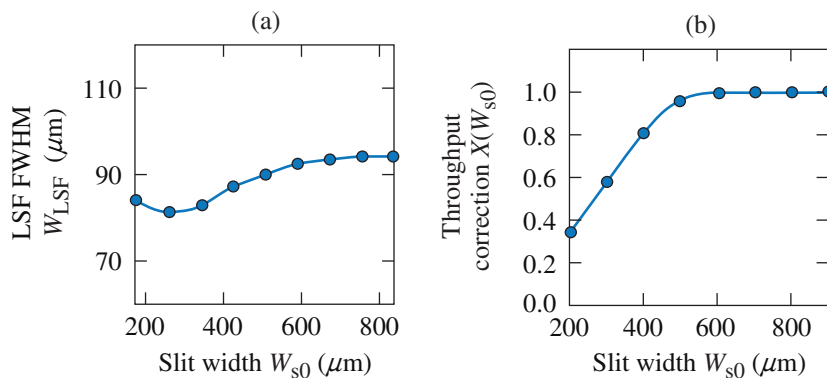 (a)
LSF FWHM
W_LSF (μm)
110
90
70
200 400 600 800
Slit width W_s0 (μm)
(b)
Throughput
correction X(W_s0)
1.0
0.8
0.6
0.4
0.2
0.0
200 400 600 800
Slit width W_s0 (μm)